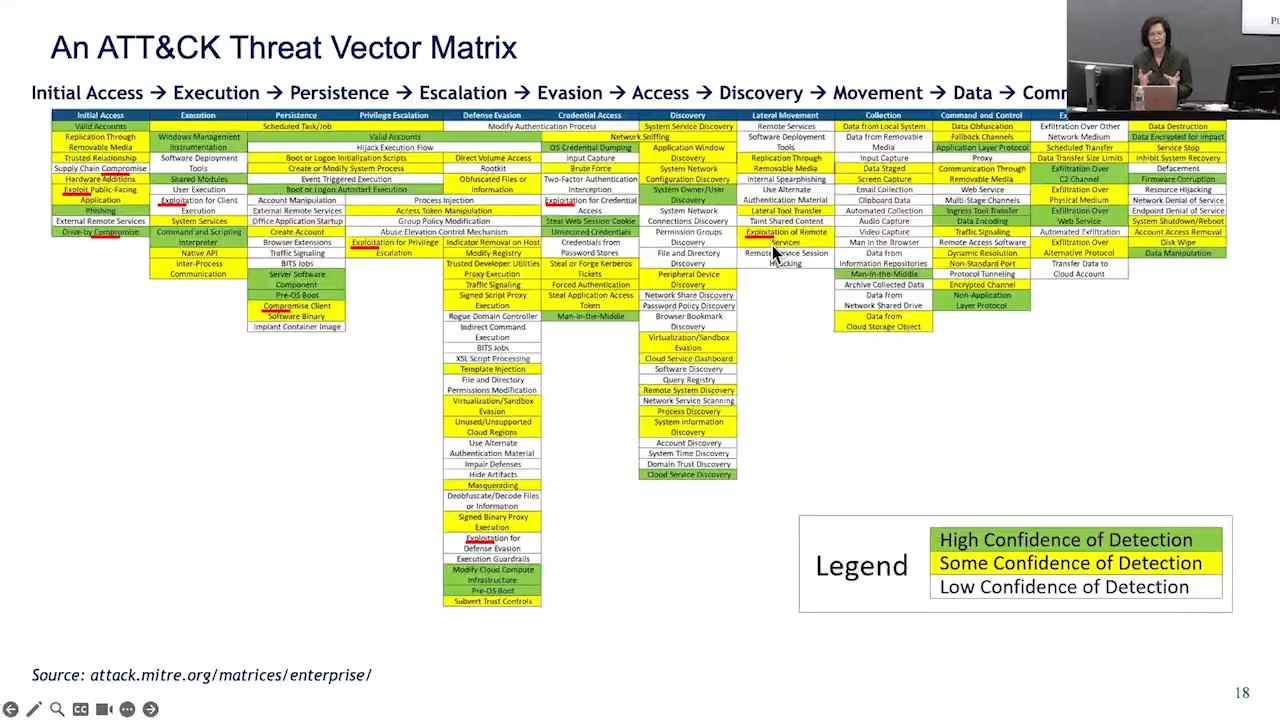 An ATT&CK Threat Vector Matrix
Initial Access → Execution → Persistence → Escalation → Evasion → Access → Discovery → Movement → Data → Comm
Initial Access
Valid Accounts
Replication Through
Removable Media
Trusted Relationship
Supply Chain Compromise
Hardware Additions
Exploit Public-Facing
Application
Phishing
External Remote Services
Drive-by Compromise
Execution
Scheduled Task/Job
Windows Management
Instrumentation
Software Deployment
Tools
Shared Modules
User Execution
Exploitation for Client
Execution
System Services
Command and Scripting
Interpreter
Native API
Inter-Process
Communication
Persistence
Privilege Escalation
Valid Accounts
Hijack Execution Flow
Boot or Logon Initialization Scripts
Create or Modify System Process
Event Triggered Execution
Boot or Logon Autostart Execution
Account Manipulation
External Remote Services
Office Application Startup
Create Account
Browser Extensions
Traffic Signaling
BITS Jobs
Server Software
Component
Pre-OS Boot
Compromise Client
Software Binary
Implant Container Image
Process Injection
Access Token Manipulation
Group Policy Modification
Abuse Elevation Control Mechanism
Exploitation for Privilege
Escalation
Defense Evasion
Modify Authentication Process
Direct Volume Access
Rootkit
Obfuscated Files or
Information
Indicator Removal on Host
Modify Registry
Trusted Developer Utilities
Proxy Execution
Traffic Signaling
Signed Script Proxy
Execution
Rogue Domain Controller
Indirect Command
Execution
BITS Jobs
XSL Script Processing
Template Injection
File and Directory
Permissions Modification
Virtualization/Sandbox
Evasion
Unused/Unsupported
Cloud Regions
Use Alternate
Authentication Material
Impair Defenses
Hide Artifacts
Masquerading
Deobfuscate/Decode Files
or Information
Signed Binary Proxy
Execution
Exploitation for
Defense Evasion
Execution Guardrails
Modify Cloud Compute
Infrastructure
Pre-OS Boot
Subvert Trust Controls
Credential Access
Network Sniffing
OS Credential Dumping
Input Capture
Brute Force
Two-Factor Authentication
Interception
Exploitation for Credential
Access
Steal Web Session Cookie
Unsecured Credentials
Credentials from
Password Stores
Steal or Forge Kerberos
Tickets
Forced Authentication
Steal Application Access
Token
Man-in-the-Middle
Discovery
System Service Discovery
Application Window
Discovery
System Network
Configuration Discovery
System Owner/User
Discovery
System Network
Connections Discovery
Permission Groups
Discovery
File and Directory
Discovery
Peripheral Device
Discovery
Network Share Discovery
Password Policy Discovery
Browser Bookmark
Discovery
Virtualization/Sandbox
Evasion
Cloud Service Dashboard
Software Discovery
Query Registry
Remote System Discovery
Network Service Scanning
Process Discovery
System Information
Discovery
Account Discovery
System Time Discovery
Domain Trust Discovery
Cloud Service Discovery
Lateral Movement
Remote Services
Software Deployment
Tools
Replication Through
Removable Media
Internal Spearphishing
Use Alternate
Authentication Material
Lateral Tool Transfer
Taint Shared Content
Exploitation of Remote
Services
Remote Service Session
Collection
Data from Local System
Data from Removable
Media
Input Capture
Data Staged
Screen Capture
Email Collection
Clipboard Data
Automated Collection
Audio Capture
Video Capture
Man in the Browser
Data from
Information Repositories
Man-in-the-Middle
Archive Collected Data
Data from
Network Shared Drive
Data from
Cloud Storage Object
Command and Control
Data Obfuscation
Fallback Channels
Application Layer Protocol
Proxy
Communication Through
Removable Media
Web Service
Multi-Stage Channels
Ingress Tool Transfer
Data Encoding
Traffic Signaling
Remote Access Software
Dynamic Resolution
Non-Standard Port
Protocol Tunneling
Encrypted Channel
Non-Application
Layer Protocol
Exfiltration Over Other
Network Medium
Scheduled Transfer
Data Transfer Size Limits
Exfiltration Over
C2 Channel
Exfiltration Over
Physical Medium
Exfiltration Over
Web Service
Automated Exfiltration
Exfiltration Over
Alternative Protocol
Transfer Data to
Cloud Account
Data Destruction
Data Encrypted for Impact
Service Stop
Inhibit System Recovery
Defacement
Firmware Corruption
Resource Hijacking
Network Denial of Service
Endpoint Denial of Service
System Shutdown/Reboot
Account Access Removal
Disk Wipe
Data Manipulation
Legend
High Confidence of Detection
Some Confidence of Detection
Low Confidence of Detection
Source: attack.mitre.org/matrices/enterprise/
18